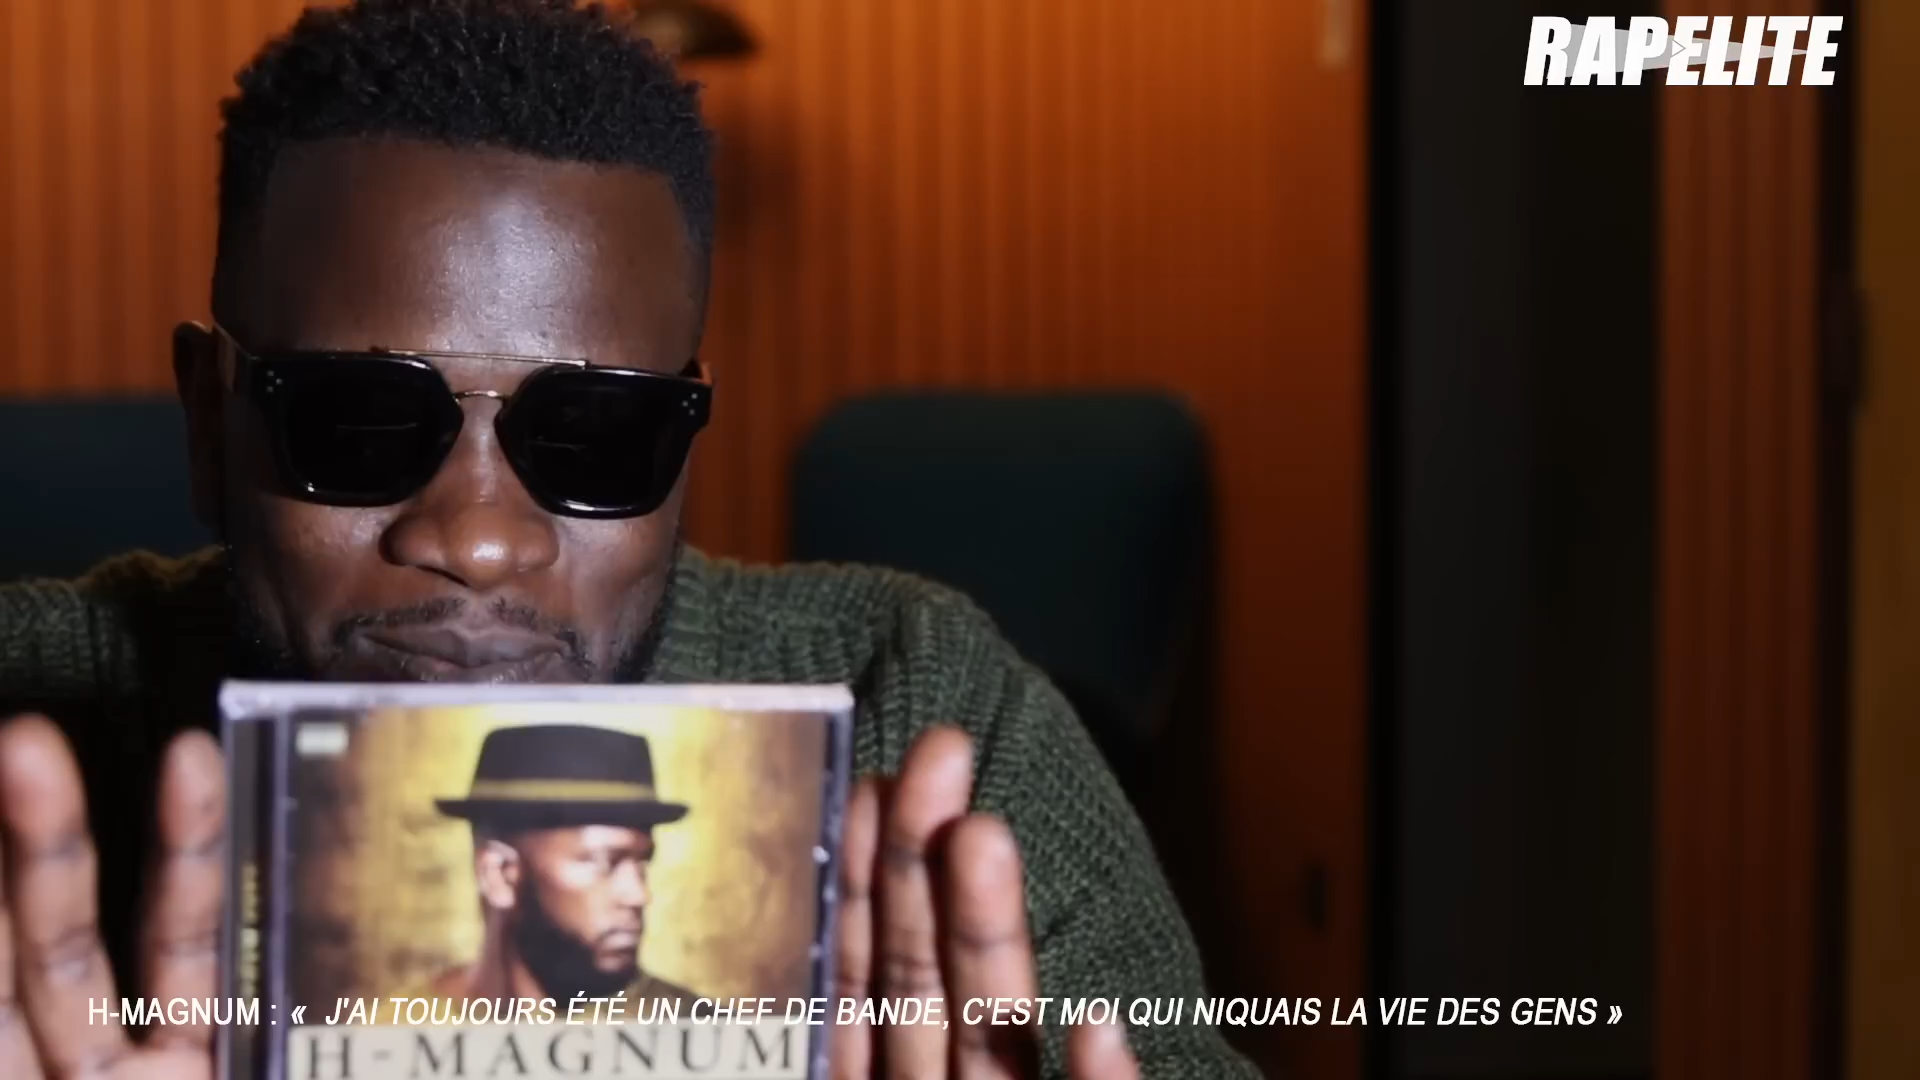 RAPELITE
H-MAGNUM : « J'AI TOUJOURS ÉTÉ UN CHEF DE BANDE, C'EST MOI QUI NIQUAIS LA VIE DES GENS »
H-MAGNUM